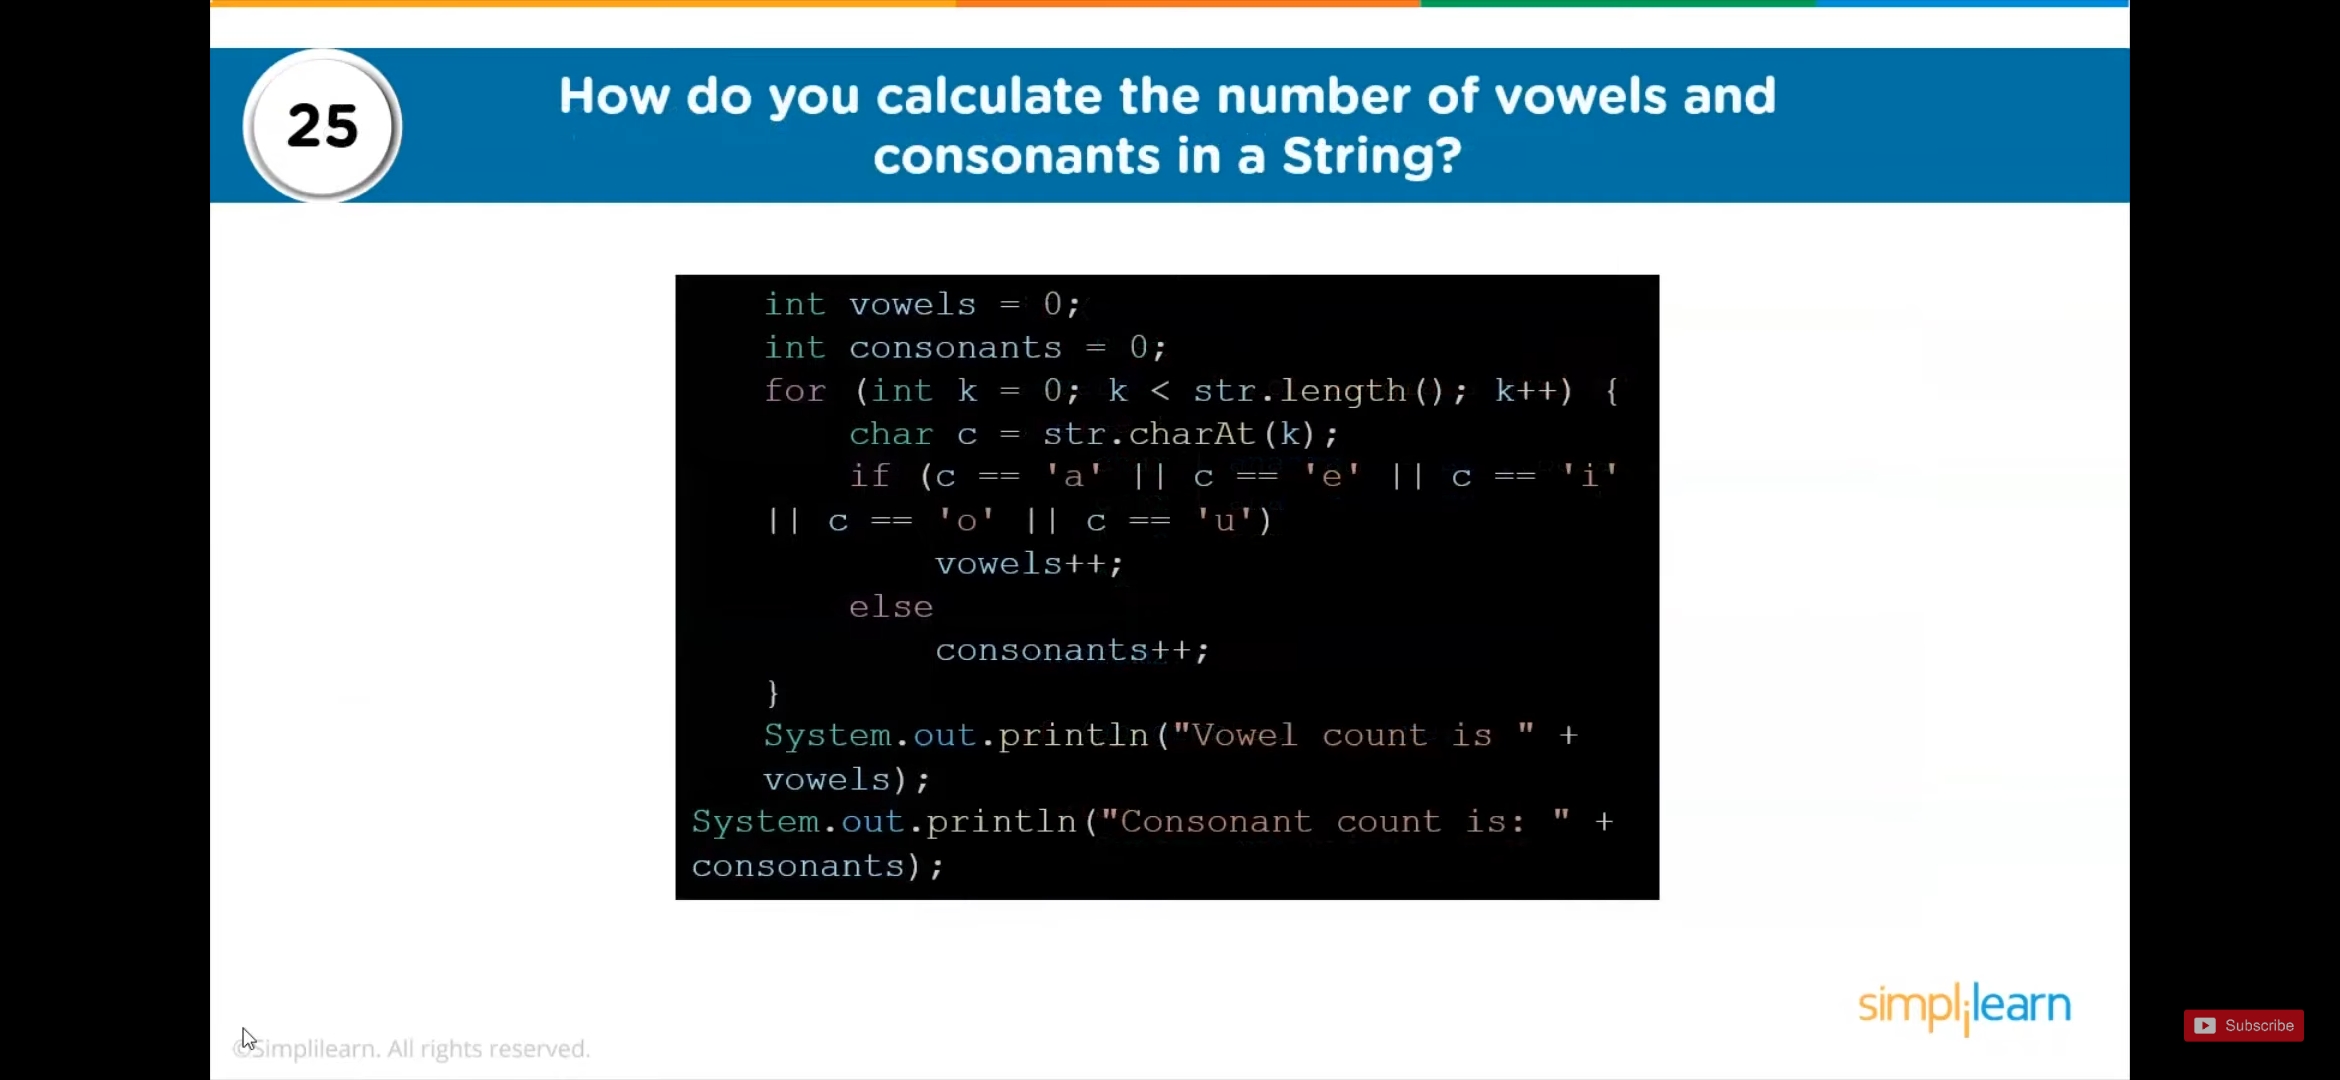 25
How do you calculate the number of vowels and
consonants in a String?
int vowels = 0;
int consonants = 0;
for (int k = 0; k < str.length(); k++) {
char c = str.charAt(k);
if (c == 'a' || c == 'e' || c == 'i'
|| c == 'o' || c == 'u')
vowels++;
else
consonants++;
}
System.out.println("Vowel count is " +
vowels);
System.out.println("Consonant count is: " +
consonants);
simplilearn
©Simplilearn. All rights reserved.
Subscribe